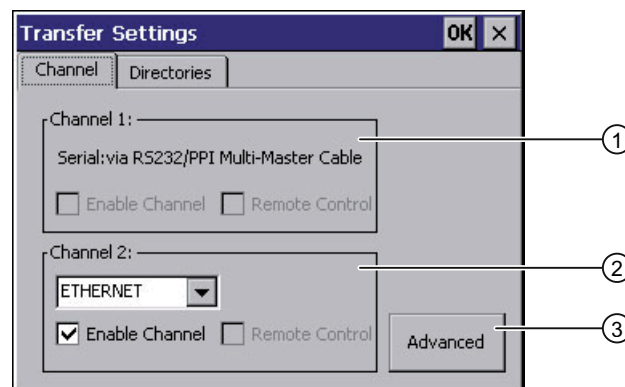 Transfer Settings OK ×
Channel Directories
Channel 1:
Serial:via RS232/PPI Multi-Master Cable
Enable Channel Remote Control
1
Channel 2:
ETHERNET
2
Enable Channel Remote Control
Advanced
3